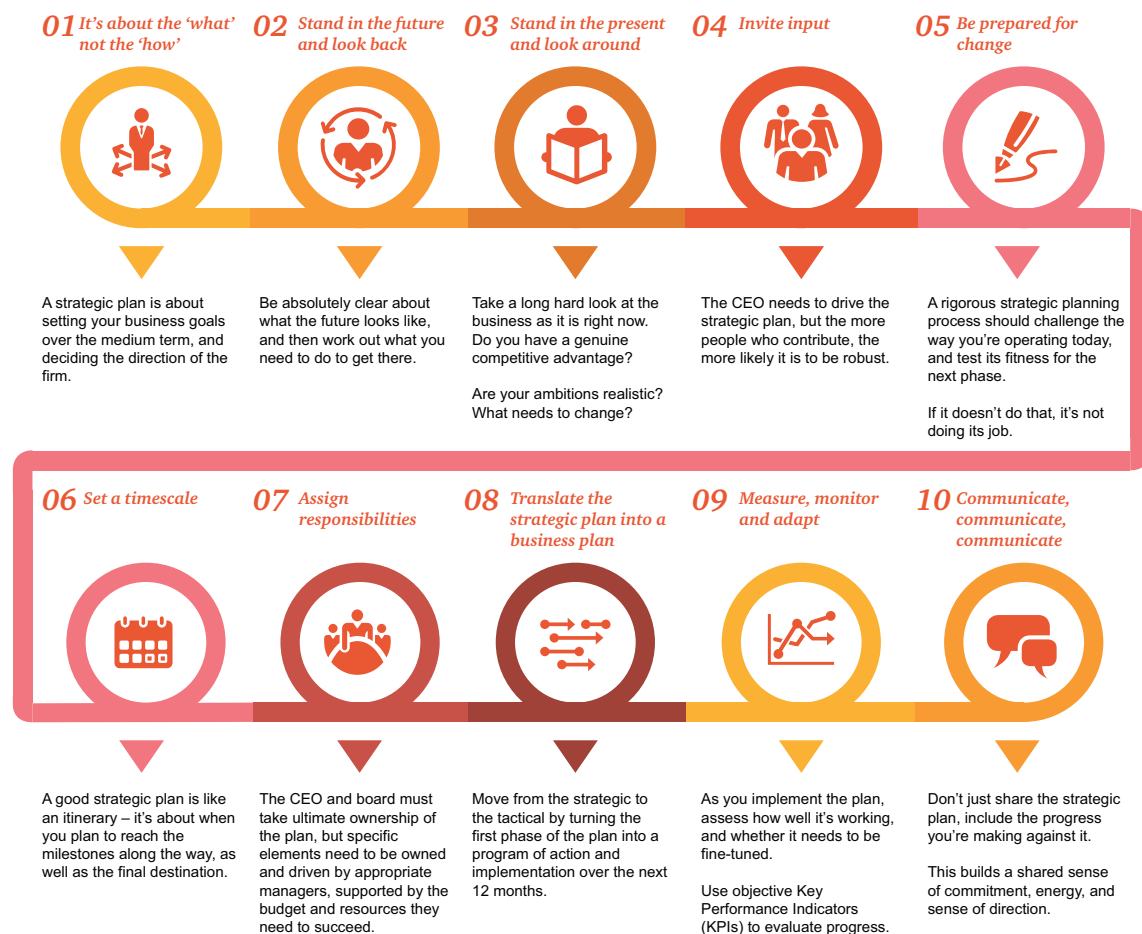 01 It’s about the ‘what’
not the ‘how’
02 Stand in the future
and look back
03 Stand in the present
and look around
04 Invite input
05 Be prepared for
change
A strategic plan is about
setting your business goals
over the medium term, and
deciding the direction of the
firm.
Be absolutely clear about
what the future looks like,
and then work out what you
need to do to get there.
Take a long hard look at the
business as it is right now.
Do you have a genuine
competitive advantage?
Are your ambitions realistic?
What needs to change?
The CEO needs to drive the
strategic plan, but the more
people who contribute, the
more likely it is to be robust.
A rigorous strategic planning
process should challenge the
way you’re operating today,
and test its fitness for the
next phase.
If it doesn’t do that, it’s not
doing its job.
06 Set a timescale
07 Assign
responsibilities
08 Translate the
strategic plan into a
business plan
09 Measure, monitor
and adapt
10 Communicate,
communicate,
communicate
A good strategic plan is like
an itinerary – it’s about when
you plan to reach the
milestones along the way, as
well as the final destination.
The CEO and board must
take ultimate ownership of
the plan, but specific
elements need to be owned
and driven by appropriate
managers, supported by the
budget and resources they
need to succeed.
Move from the strategic to
the tactical by turning the
first phase of the plan into a
program of action and
implementation over the next
12 months.
As you implement the plan,
assess how well it’s working,
and whether it needs to be
fine-tuned.
Use objective Key
Performance Indicators
(KPIs) to evaluate progress.
Don’t just share the strategic
plan, include the progress
you’re making against it.
This builds a shared sense
of commitment, energy, and
sense of direction.